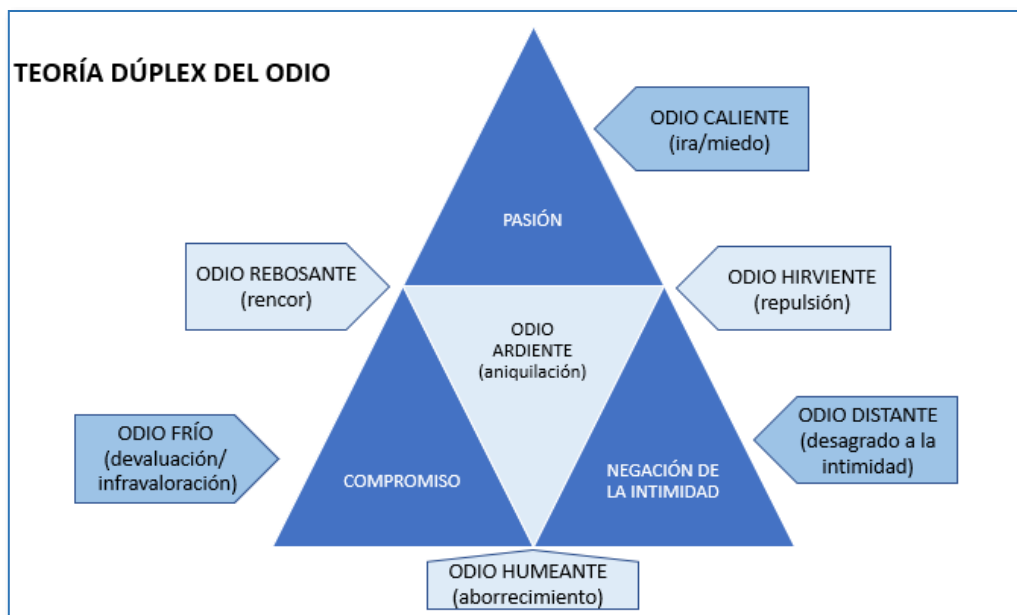 TEORÍA DÚPLEX DEL ODIO
ODIO CALIENTE
(ira/miedo)
PASIÓN
ODIO REBOSANTE
(rencor)
ODIO HIRVIENTE
(repulsión)
ODIO
ARDIENTE
(aniquilación)
ODIO FRÍO
(devaluación/
infravaloración)
COMPROMISO
NEGACIÓN DE
LA INTIMIDAD
ODIO DISTANTE
(desagrado a la
intimidad)
ODIO HUMEANTE
(aborrecimiento)